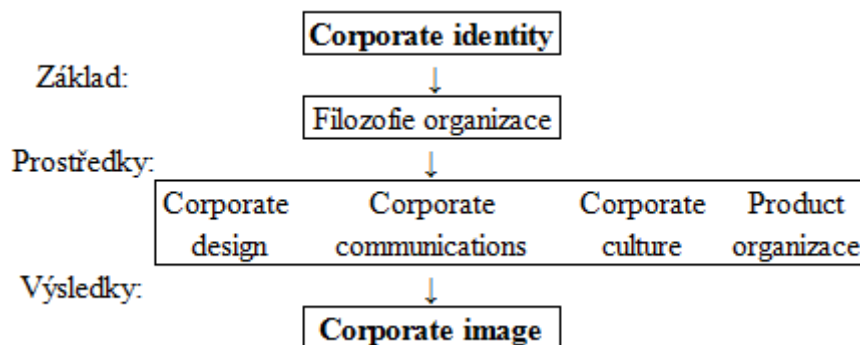 Corporate identity
Základ: ↓
Filozofie organizace
Prostředky: ↓
Corporate Corporate Corporate Product
design communications culture organizace
Výsledky: ↓
Corporate image